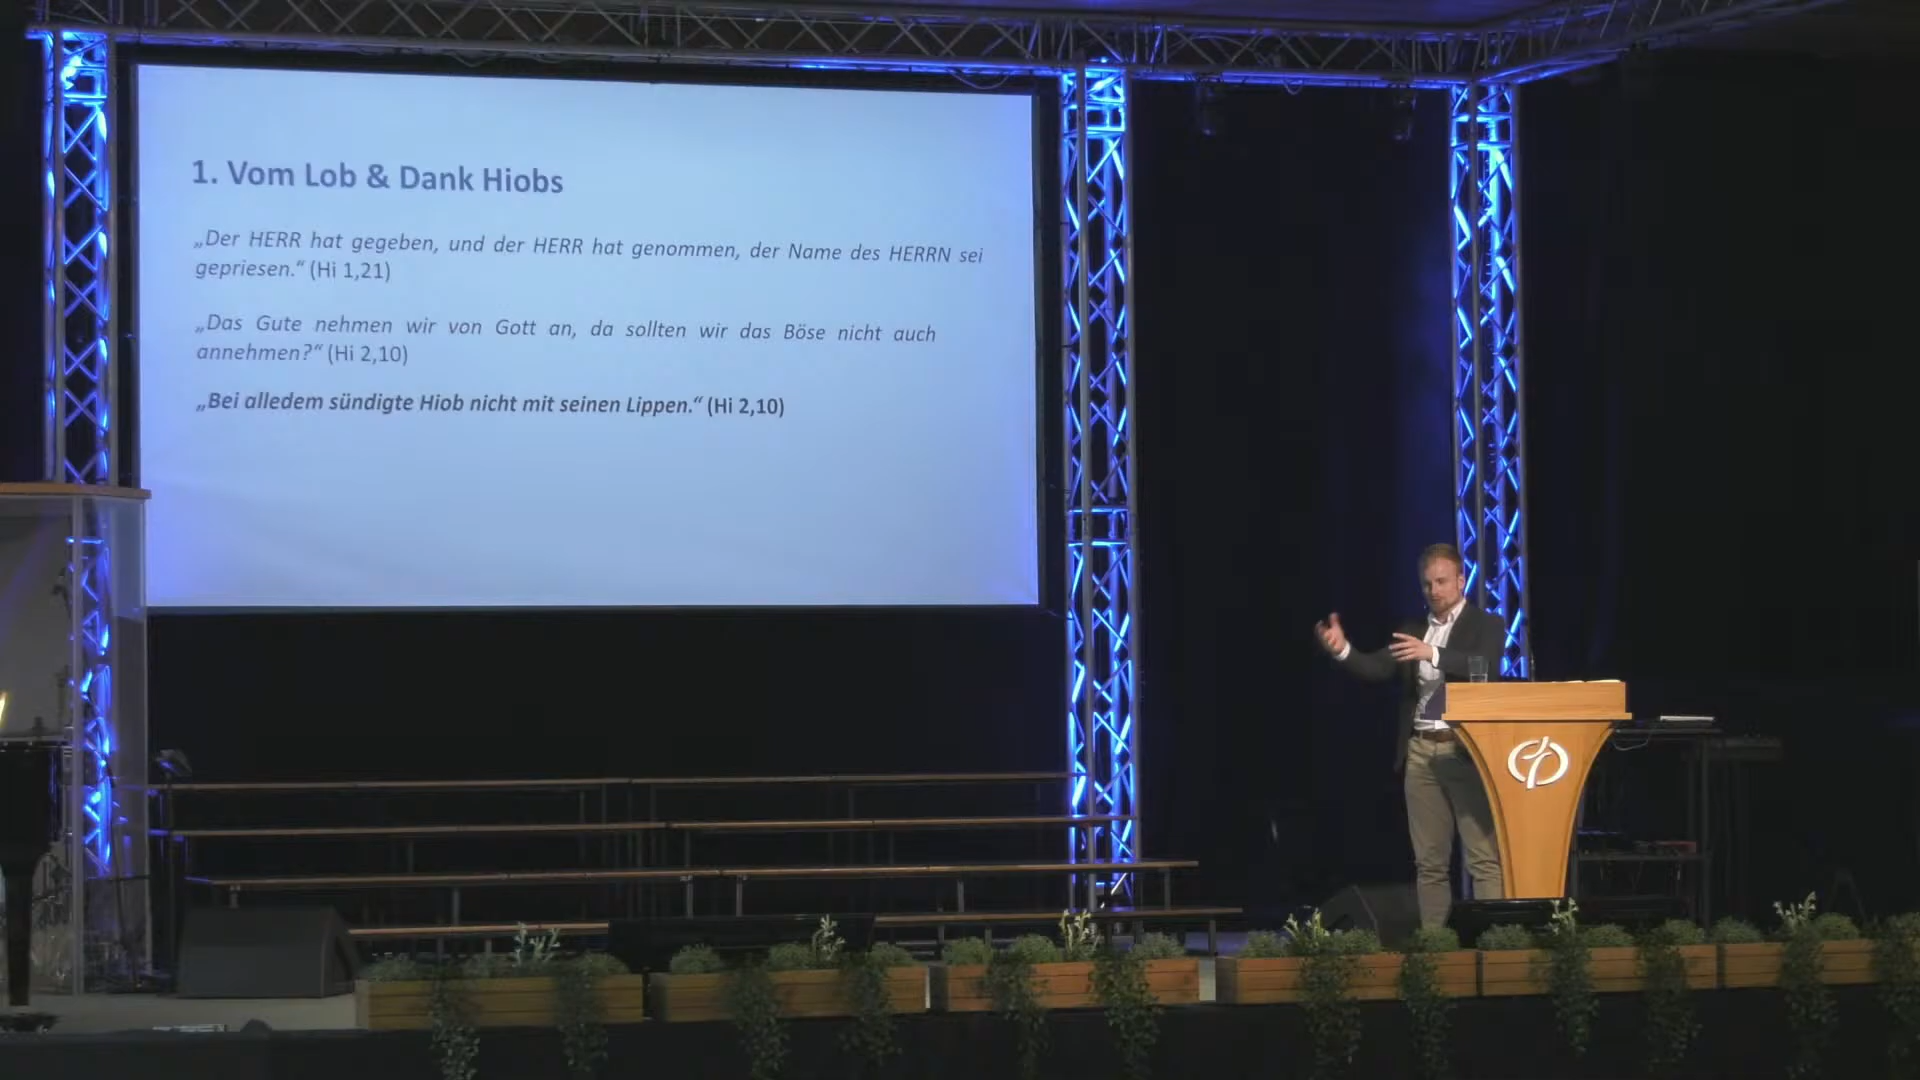 1. Vom Lob & Dank Hiobs
„Der HERR hat gegeben, und der HERR hat genommen, der Name des HERRN sei
gepriesen.“ (Hi 1,21)
„Das Gute nehmen wir von Gott an, da sollten wir das Böse nicht auch
annehmen?“ (Hi 2,10)
„Bei alledem sündigte Hiob nicht mit seinen Lippen.“ (Hi 2,10)